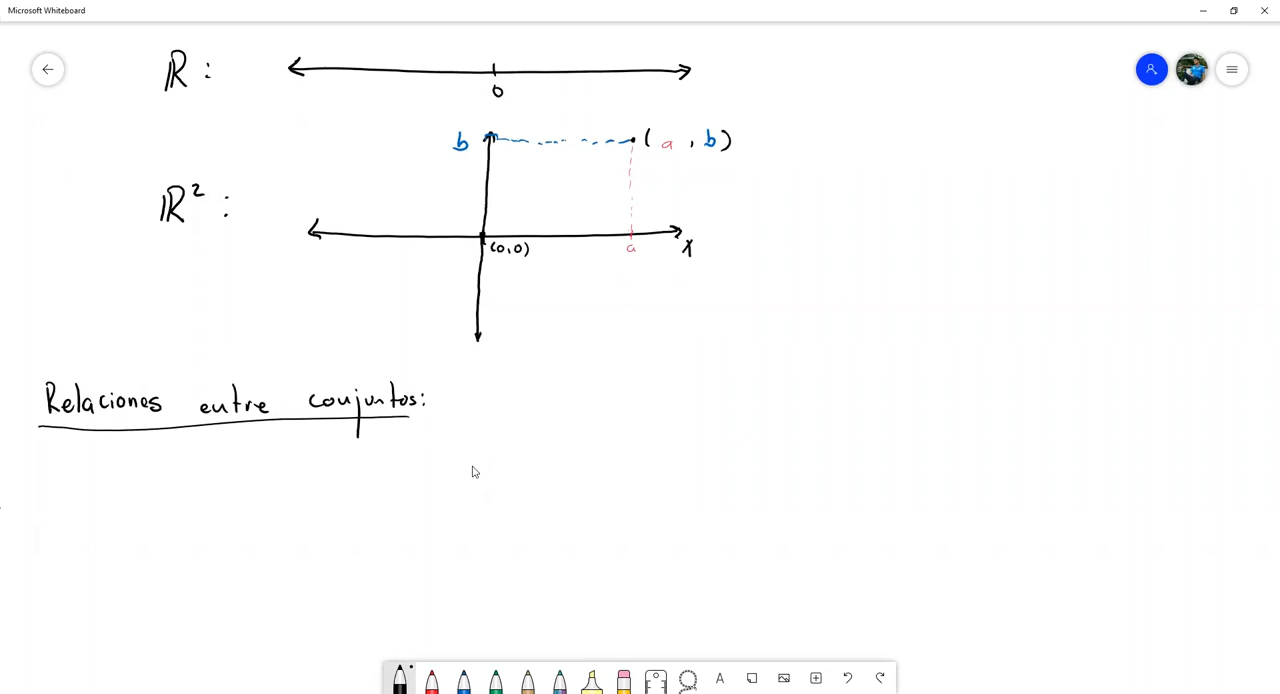 Microsoft Whiteboard
ℝ :
0
b
( a , b )
ℝ² :
(0,0)
a
x
Relaciones entre conjuntos:
A